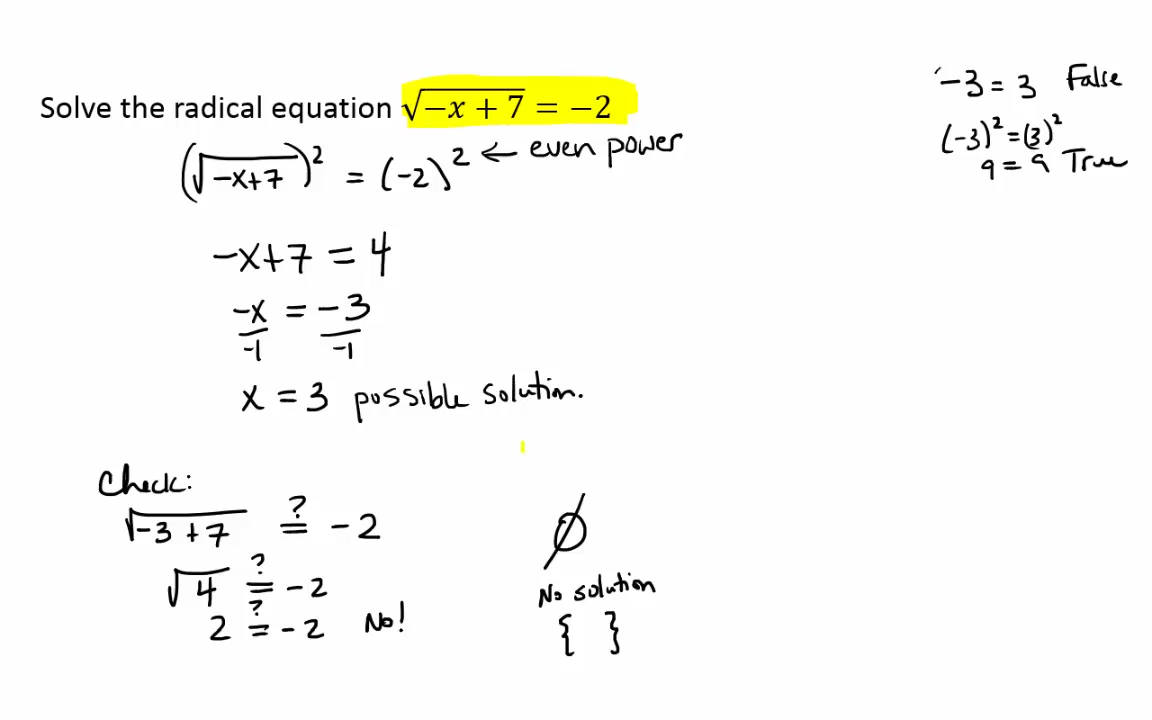 Solve the radical equation √(−x + 7) = −2
(√(-x+7))² = (-2)² ← even power
-x+7 = 4
-x/-1 = -3/-1
x = 3 possible solution.
Check:
√(-3+7) ≟ -2
√4 ≟ -2
2 ≟ -2 No!
∅
No solution
{ }
-3 = 3 False
(-3)² = (3)²
9 = 9 True